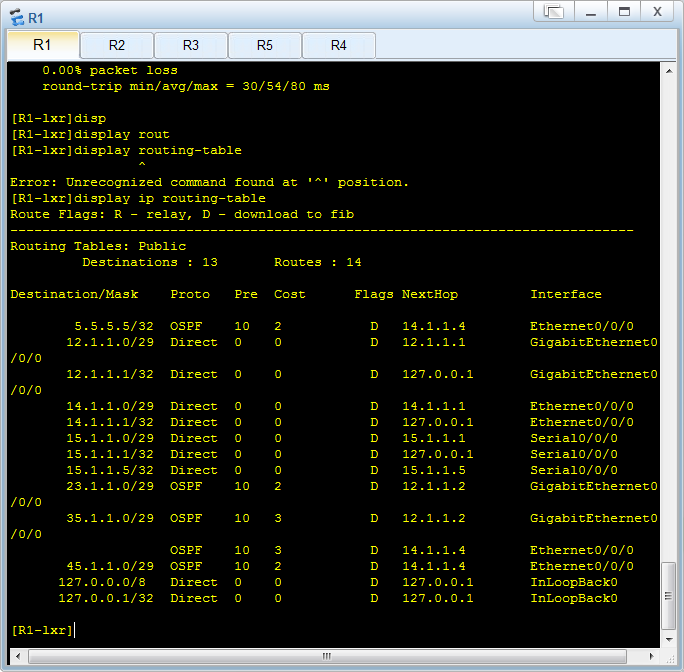 R1
X
R1 R2 R3 R5 R4
0.00% packet loss
round-trip min/avg/max = 30/54/80 ms
[R1-lxr]disp
[R1-lxr]display rout
[R1-lxr]display routing-table
^
Error: Unrecognized command found at '^' position.
[R1-lxr]display ip routing-table
Route Flags: R - relay, D - download to fib
------------------------------------------------------------------------------
Routing Tables: Public
Destinations : 13       Routes : 14
Destination/Mask    Proto   Pre  Cost      Flags NextHop         Interface
5.5.5.5/32  OSPF    10   2           D   14.1.1.4        Ethernet0/0/0
12.1.1.0/29  Direct  0    0           D   12.1.1.1        GigabitEthernet0
/0/0
12.1.1.1/32  Direct  0    0           D   127.0.0.1       GigabitEthernet0
/0/0
14.1.1.0/29  Direct  0    0           D   14.1.1.1        Ethernet0/0/0
14.1.1.1/32  Direct  0    0           D   127.0.0.1       Ethernet0/0/0
15.1.1.0/29  Direct  0    0           D   15.1.1.1        Serial0/0/0
15.1.1.1/32  Direct  0    0           D   127.0.0.1       Serial0/0/0
15.1.1.5/32  Direct  0    0           D   15.1.1.5        Serial0/0/0
23.1.1.0/29  OSPF    10   2           D   12.1.1.2        GigabitEthernet0
/0/0
35.1.1.0/29  OSPF    10   3           D   12.1.1.2        GigabitEthernet0
/0/0
OSPF    10   3           D   14.1.1.4        Ethernet0/0/0
45.1.1.0/29  OSPF    10   2           D   14.1.1.4        Ethernet0/0/0
127.0.0.0/8   Direct  0    0           D   127.0.0.1       InLoopBack0
127.0.0.1/32  Direct  0    0           D   127.0.0.1       InLoopBack0
[R1-lxr]